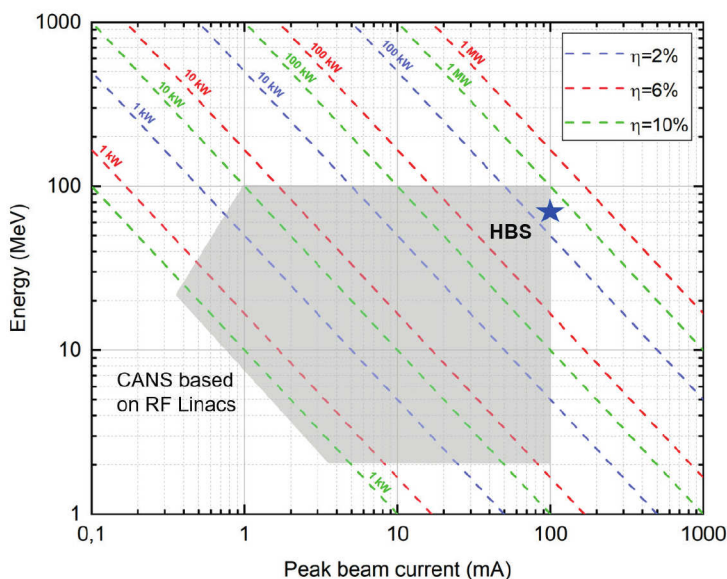 1000
100
10
1
Energy (MeV)
0,1
1
10
100
1000
Peak beam current (mA)
1 kW
1 kW
10 kW
10 kW
10 kW
100 kW
100 kW
100 kW
1 MW
1 MW
η=2%
η=6%
η=10%
HBS
CANS based
on RF Linacs
1 kW